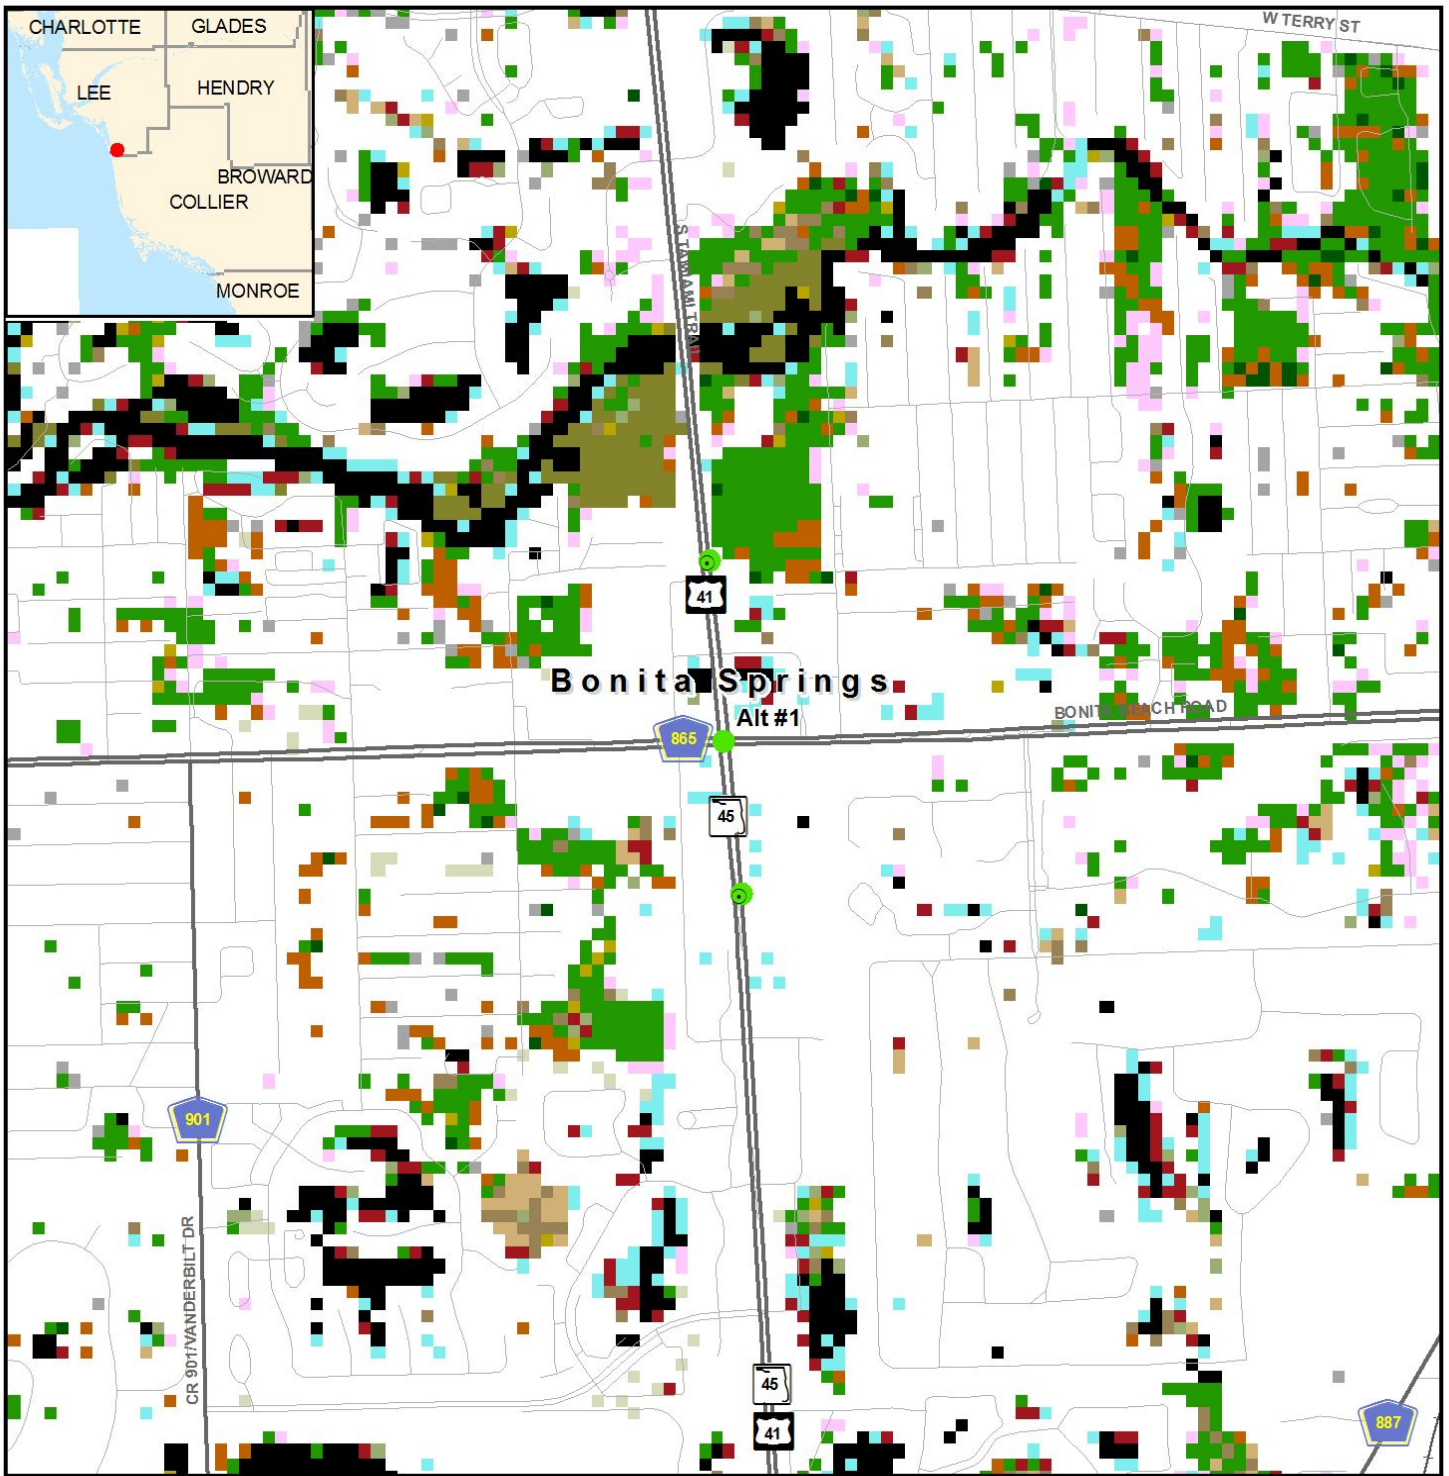 CHARLOTTE
GLADES
W TERRY ST
LEE
HENDRY
BROWARD
COLLIER
MONROE
S TAMIAMI TRAIL
41
Bonita Springs
Alt #1
BONITA BEACH ROAD
865
45
901
CR 901/VANDERBILT DR
45
41
887